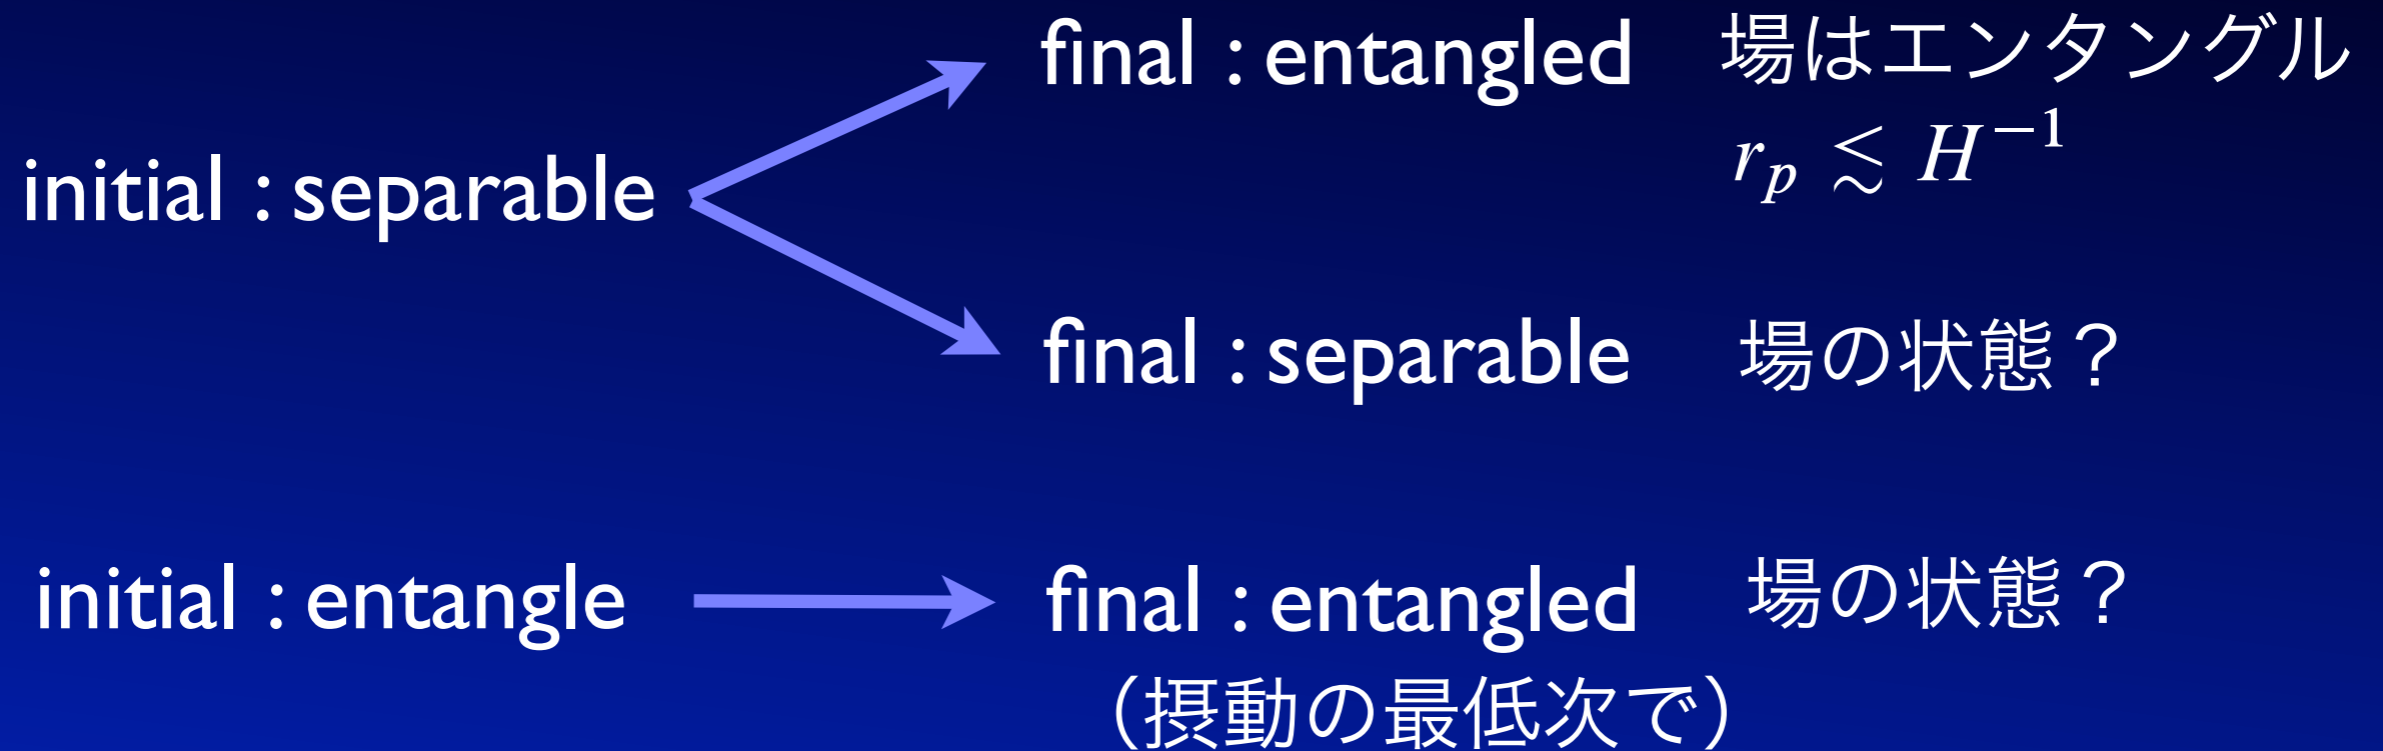 final : entangled 場はエンタングル
r_p ≲ H^{-1}
initial : separable
final : separable 場の状態？
initial : entangle final : entangled 場の状態？
（摂動の最低次で）